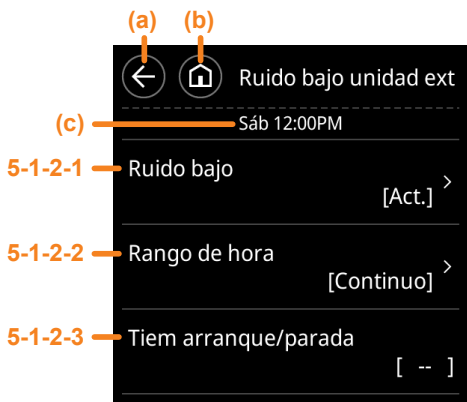 (a) (b)
Ruido bajo unidad ext
(c) Sáb 12:00PM
5-1-2-1 Ruido bajo
[Act.] >
5-1-2-2 Rango de hora
[Continuo] >
5-1-2-3 Tiem arranque/parada
[ -- ]